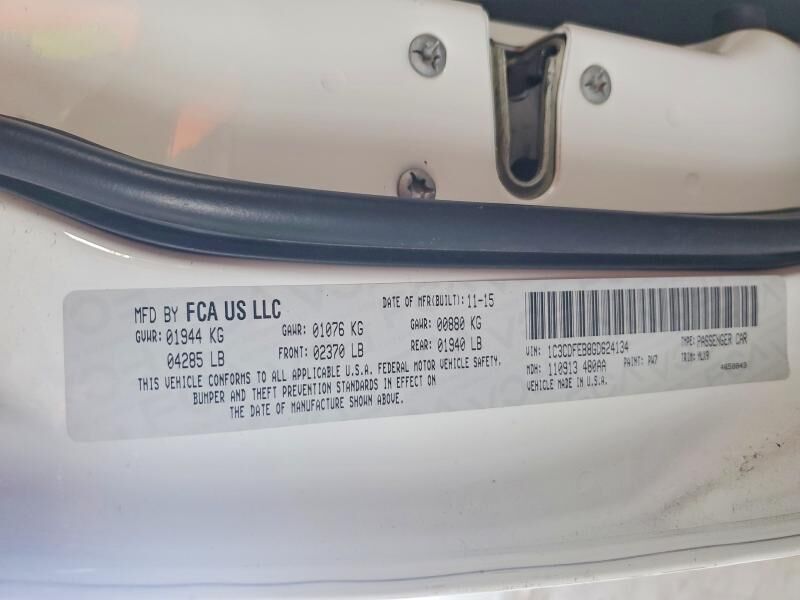 MFD BY FCA US LLC
DATE OF MFR(BUILT): 11-15
GVWR: 01944 KG
GAWR: 01076 KG
GAWR: 00880 KG
04285 LB
FRONT: 02370 LB
REAR: 01940 LB
THIS VEHICLE CONFORMS TO ALL APPLICABLE U.S.A. FEDERAL MOTOR VEHICLE SAFETY,
BUMPER AND THEFT PREVENTION STANDARDS IN EFFECT ON
THE DATE OF MANUFACTURE SHOWN ABOVE.
VIN: 1C3CDFEB8GD624134
TYPE: PASSENGER CAR
MDH: 110913 480AA
PAINT: PW7
VEHICLE MADE IN U.S.A.